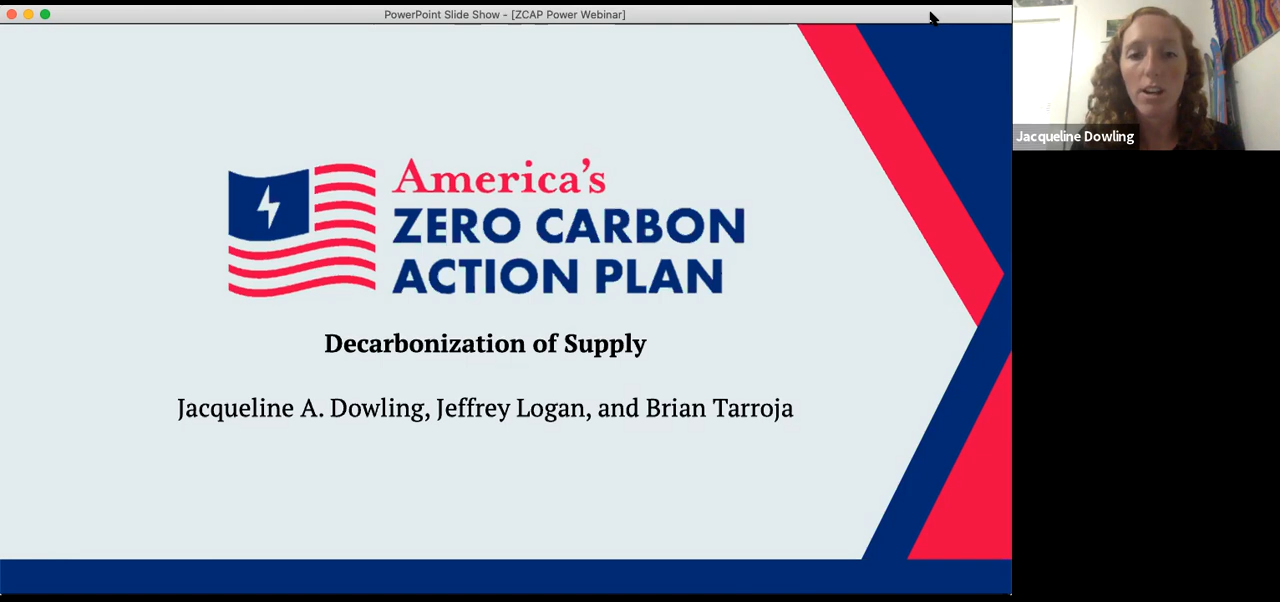 PowerPoint Slide Show - [ZCAP Power Webinar]
America's
ZERO CARBON
ACTION PLAN
Decarbonization of Supply
Jacqueline A. Dowling, Jeffrey Logan, and Brian Tarroja
Jacqueline Dowling